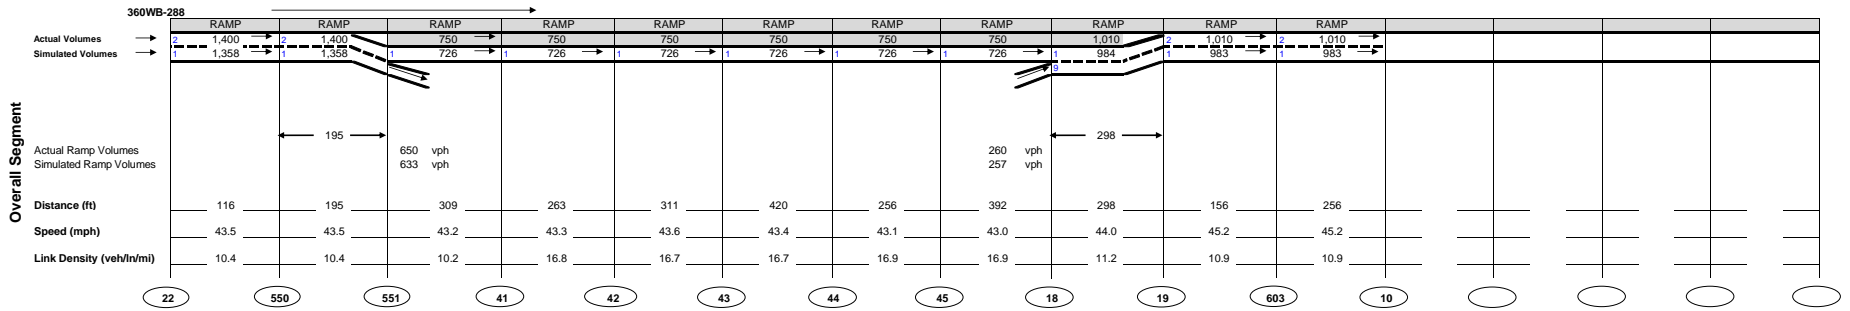 360WB-288
RAMP RAMP RAMP RAMP RAMP RAMP RAMP RAMP RAMP RAMP RAMP
Actual Volumes 2 1,400 2 1,400 750 750 750 750 750 750 1,010 2 1,010 2 1,010
Simulated Volumes 1 1,358 1 1,358 1 726 1 726 1 726 1 726 1 726 1 726 1 984 1 983 1 983
9
Overall Segment
195 298
Actual Ramp Volumes 650 vph 260 vph
Simulated Ramp Volumes 633 vph 257 vph
Distance (ft) 116 195 309 263 311 420 256 392 298 156 256
Speed (mph) 43.5 43.5 43.2 43.3 43.6 43.4 43.1 43.0 44.0 45.2 45.2
Link Density (veh/ln/mi) 10.4 10.4 10.2 16.8 16.7 16.7 16.9 16.9 11.2 10.9 10.9
22 550 551 41 42 43 44 45 18 19 603 10